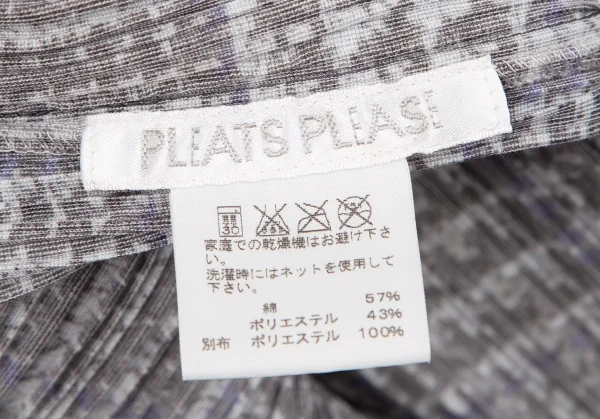 PLEATS PLEASE
30
家庭での乾燥機はお避け下さ
い。
洗濯時にはネットを使用して
下さい。
綿 57%
ポリエステル 43%
別布 ポリエステル 100%